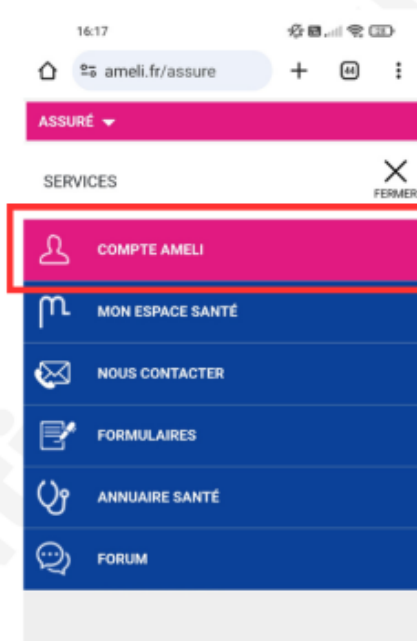 16:17
ameli.fr/assure
44
ASSURÉ
SERVICES
FERMER
COMPTE AMELI
MON ESPACE SANTÉ
NOUS CONTACTER
FORMULAIRES
ANNUAIRE SANTÉ
FORUM